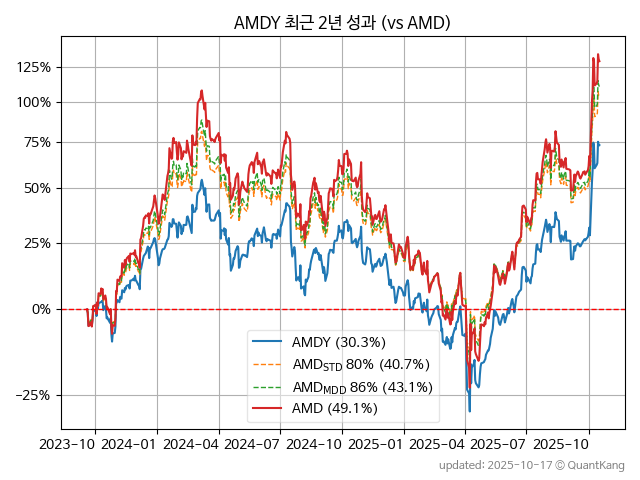 AMDY 최근 2년 성과 (vs AMD)
125%
100%
75%
50%
25%
0%
−25%
AMDY (30.3%)
AMDSTD 80% (40.7%)
AMDMDD 86% (43.1%)
AMD (49.1%)
2023-10 2024-01 2024-04 2024-07 2024-10 2025-01 2025-04 2025-07 2025-10
updated: 2025-10-17 © QuantKang